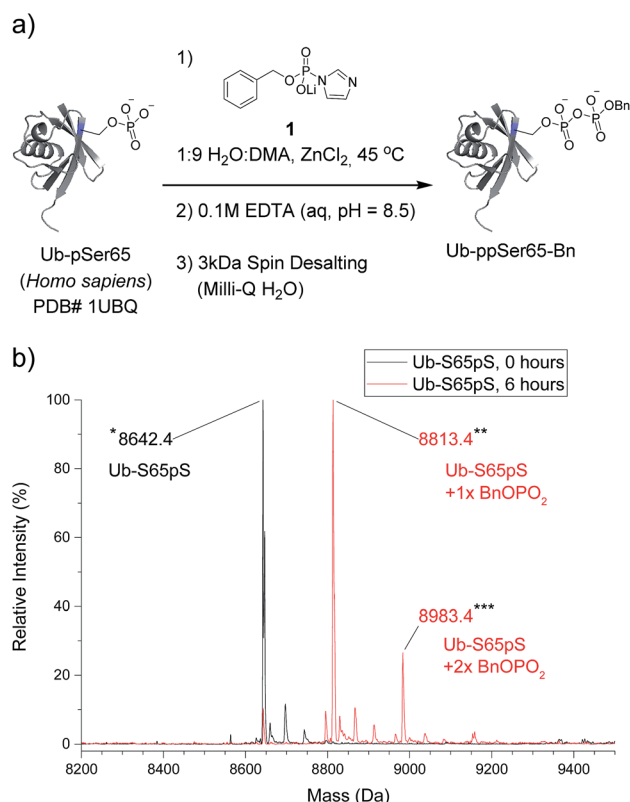 a)
1)
O
O P N N
OLi
1
1:9 H₂O:DMA, ZnCl₂, 45 °C
2) 0.1M EDTA (aq, pH = 8.5)
3) 3kDa Spin Desalting
(Milli-Q H₂O)
O⁻
O P O⁻
O
Ub-pSer65
(Homo sapiens)
PDB# 1UBQ
O⁻ O⁻ OBn
O P O P
O O
Ub-ppSer65-Bn
b)
Ub-S65pS, 0 hours
Ub-S65pS, 6 hours
*8642.4
Ub-S65pS
8813.4**
Ub-S65pS
+1x BnOPO₂
8983.4***
Ub-S65pS
+2x BnOPO₂
Relative Intensity (%)
100
80
60
40
20
0
8200 8400 8600 8800 9000 9200 9400
Mass (Da)